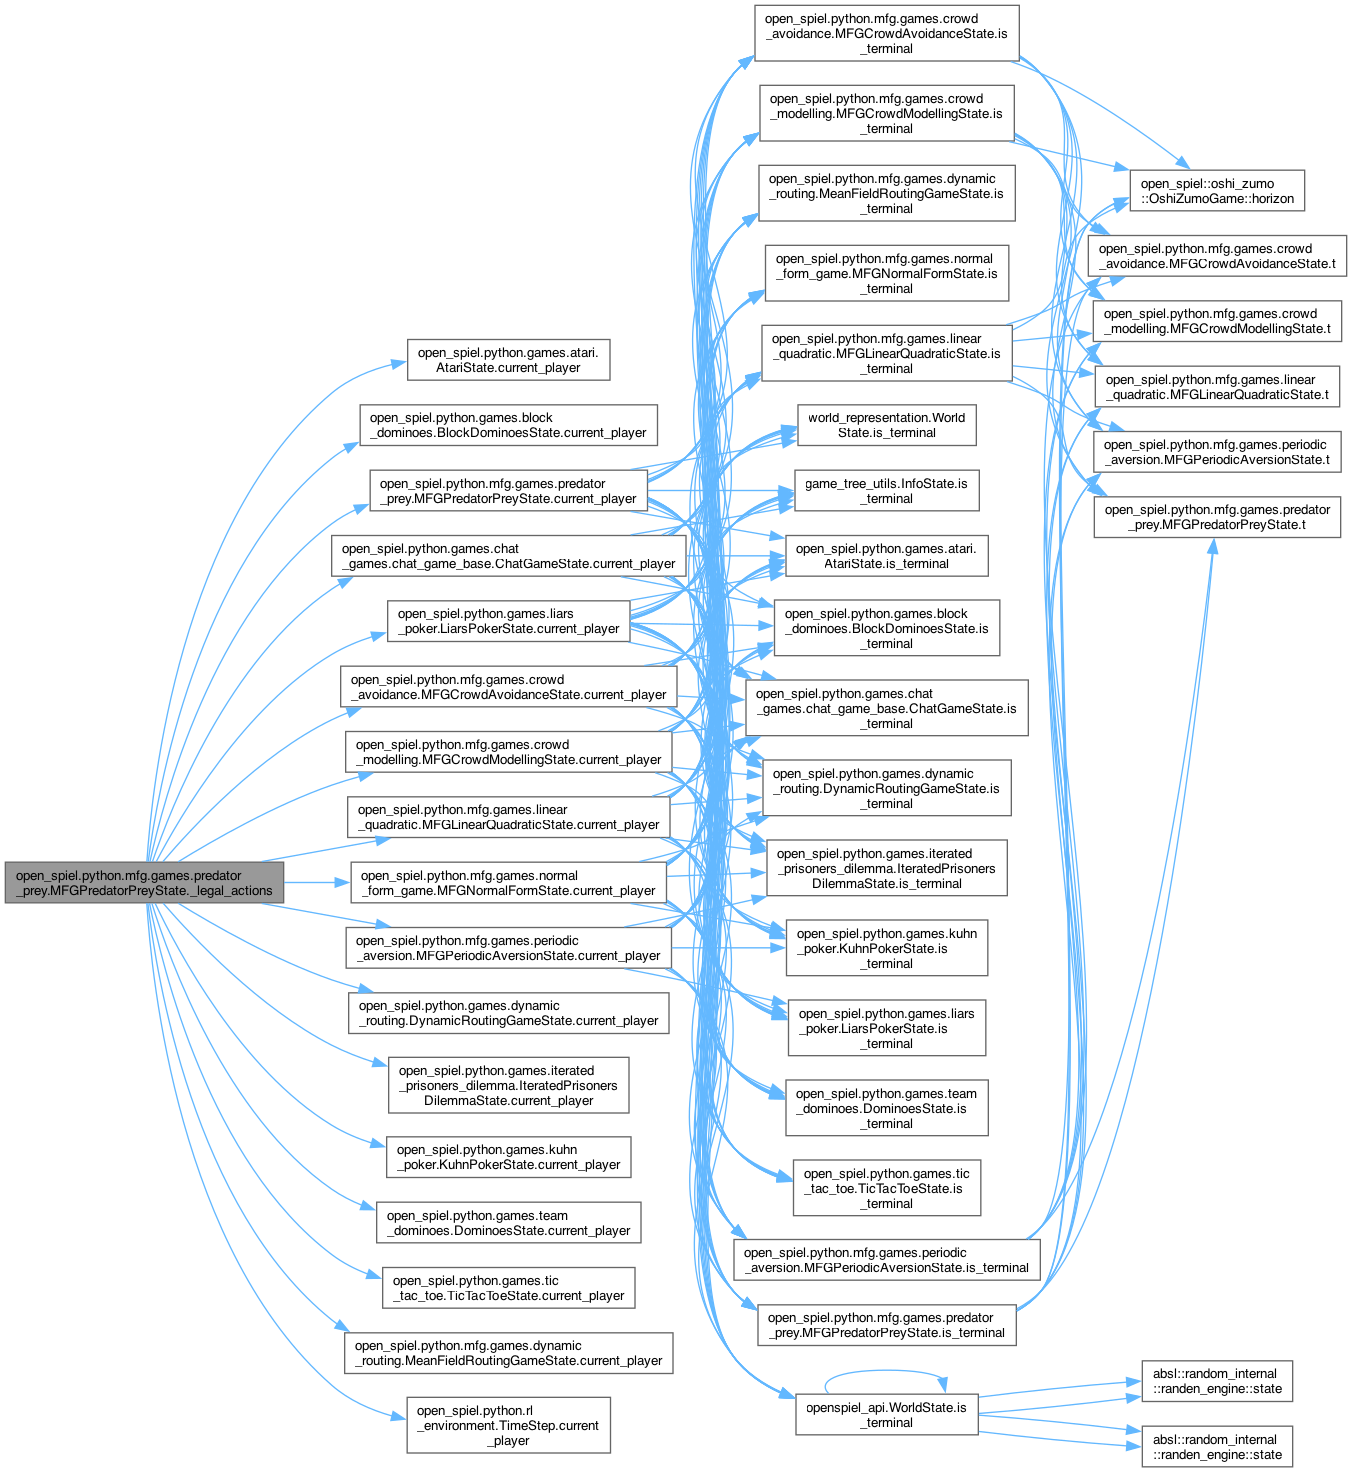 open_spiel.python.mfg.games.predator
_prey.MFGPredatorPreyState._legal_actions
open_spiel.python.games.atari.
AtariState.current_player
open_spiel.python.games.block
_dominoes.BlockDominoesState.current_player
open_spiel.python.mfg.games.predator
_prey.MFGPredatorPreyState.current_player
open_spiel.python.games.chat
_games.chat_game_base.ChatGameState.current_player
open_spiel.python.games.liars
_poker.LiarsPokerState.current_player
open_spiel.python.mfg.games.crowd
_avoidance.MFGCrowdAvoidanceState.current_player
open_spiel.python.mfg.games.crowd
_modelling.MFGCrowdModellingState.current_player
open_spiel.python.mfg.games.linear
_quadratic.MFGLinearQuadraticState.current_player
open_spiel.python.mfg.games.normal
_form_game.MFGNormalFormState.current_player
open_spiel.python.mfg.games.periodic
_aversion.MFGPeriodicAversionState.current_player
open_spiel.python.games.dynamic
_routing.DynamicRoutingGameState.current_player
open_spiel.python.games.iterated
_prisoners_dilemma.IteratedPrisoners
DilemmaState.current_player
open_spiel.python.games.kuhn
_poker.KuhnPokerState.current_player
open_spiel.python.games.team
_dominoes.DominoesState.current_player
open_spiel.python.games.tic
_tac_toe.TicTacToeState.current_player
open_spiel.python.mfg.games.dynamic
_routing.MeanFieldRoutingGameState.current_player
open_spiel.python.rl
_environment.TimeStep.current
_player
open_spiel.python.mfg.games.crowd
_avoidance.MFGCrowdAvoidanceState.is
_terminal
open_spiel.python.mfg.games.crowd
_modelling.MFGCrowdModellingState.is
_terminal
open_spiel.python.mfg.games.dynamic
_routing.MeanFieldRoutingGameState.is
_terminal
open_spiel.python.mfg.games.normal
_form_game.MFGNormalFormState.is
_terminal
open_spiel.python.mfg.games.linear
_quadratic.MFGLinearQuadraticState.is
_terminal
world_representation.World
State.is_terminal
game_tree_utils.InfoState.is
_terminal
open_spiel.python.games.atari.
AtariState.is_terminal
open_spiel.python.games.block
_dominoes.BlockDominoesState.is
_terminal
open_spiel.python.games.chat
_games.chat_game_base.ChatGameState.is
_terminal
open_spiel.python.games.dynamic
_routing.DynamicRoutingGameState.is
_terminal
open_spiel.python.games.iterated
_prisoners_dilemma.IteratedPrisoners
DilemmaState.is_terminal
open_spiel.python.games.kuhn
_poker.KuhnPokerState.is
_terminal
open_spiel.python.games.liars
_poker.LiarsPokerState.is
_terminal
open_spiel.python.games.team
_dominoes.DominoesState.is
_terminal
open_spiel.python.games.tic
_tac_toe.TicTacToeState.is
_terminal
open_spiel.python.mfg.games.periodic
_aversion.MFGPeriodicAversionState.is_terminal
open_spiel.python.mfg.games.predator
_prey.MFGPredatorPreyState.is_terminal
openspiel_api.WorldState.is
_terminal
open_spiel::oshi_zumo
::OshiZumoGame::horizon
open_spiel.python.mfg.games.crowd
_avoidance.MFGCrowdAvoidanceState.t
open_spiel.python.mfg.games.crowd
_modelling.MFGCrowdModellingState.t
open_spiel.python.mfg.games.linear
_quadratic.MFGLinearQuadraticState.t
open_spiel.python.mfg.games.periodic
_aversion.MFGPeriodicAversionState.t
open_spiel.python.mfg.games.predator
_prey.MFGPredatorPreyState.t
absl::random_internal
::randen_engine::state
absl::random_internal
::randen_engine::state